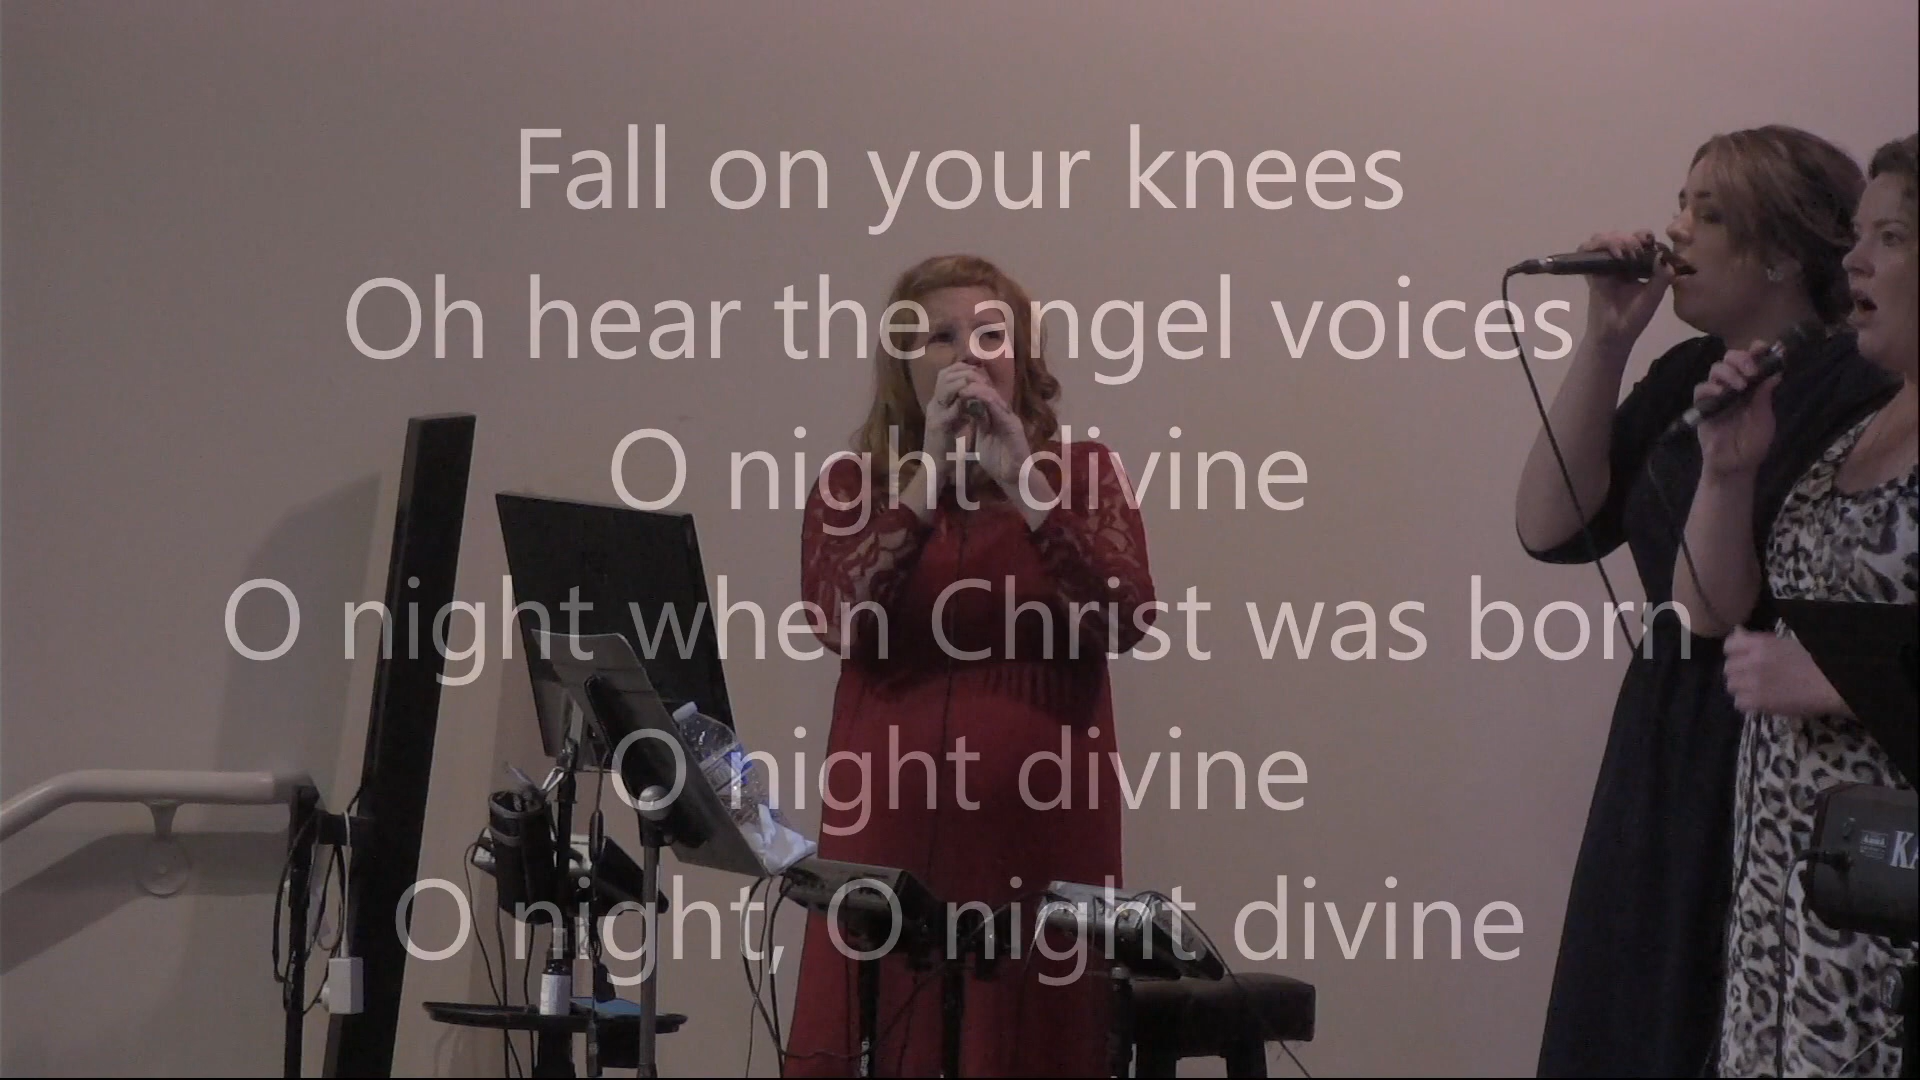 Fall on your knees
Oh hear the angel voices
O night divine
O night when Christ was born
O night divine
O night, O night divine